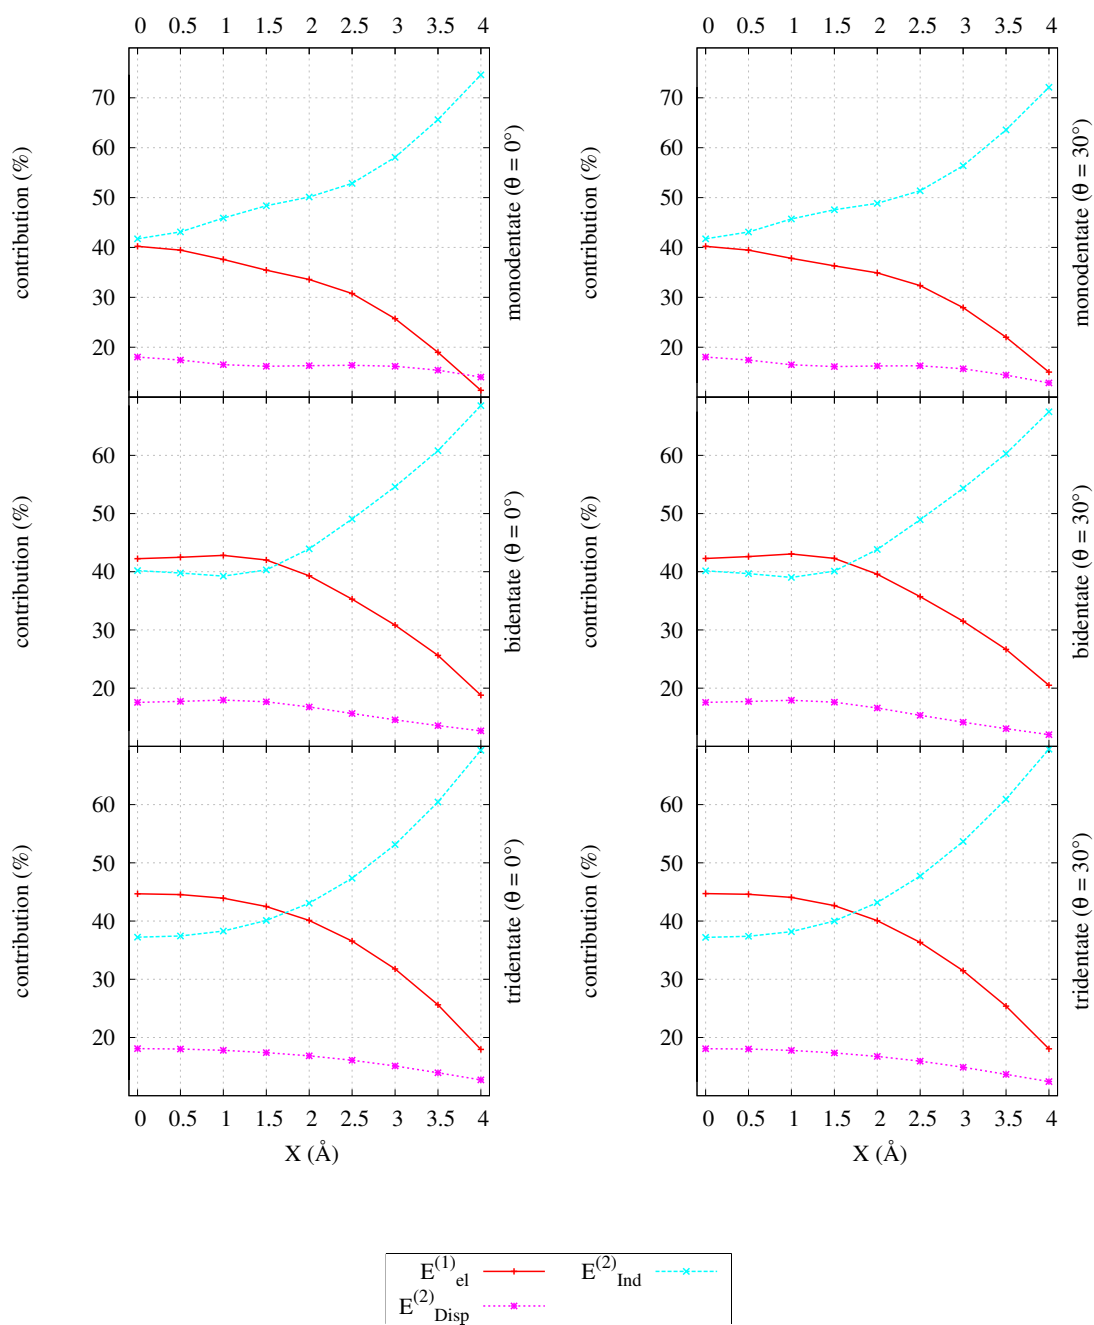 0 0.5 1 1.5 2 2.5 3 3.5 4
0 0.5 1 1.5 2 2.5 3 3.5 4
70
60
50
40
30
20
contribution (%)
monodentate (θ = 0°)
70
60
50
40
30
20
contribution (%)
monodentate (θ = 30°)
60
50
40
30
20
contribution (%)
bidentate (θ = 0°)
60
50
40
30
20
contribution (%)
bidentate (θ = 30°)
60
50
40
30
20
contribution (%)
tridentate (θ = 0°)
60
50
40
30
20
contribution (%)
tridentate (θ = 30°)
0 0.5 1 1.5 2 2.5 3 3.5 4
X (Å)
0 0.5 1 1.5 2 2.5 3 3.5 4
X (Å)
E(1)el E(2)Ind
E(2)Disp